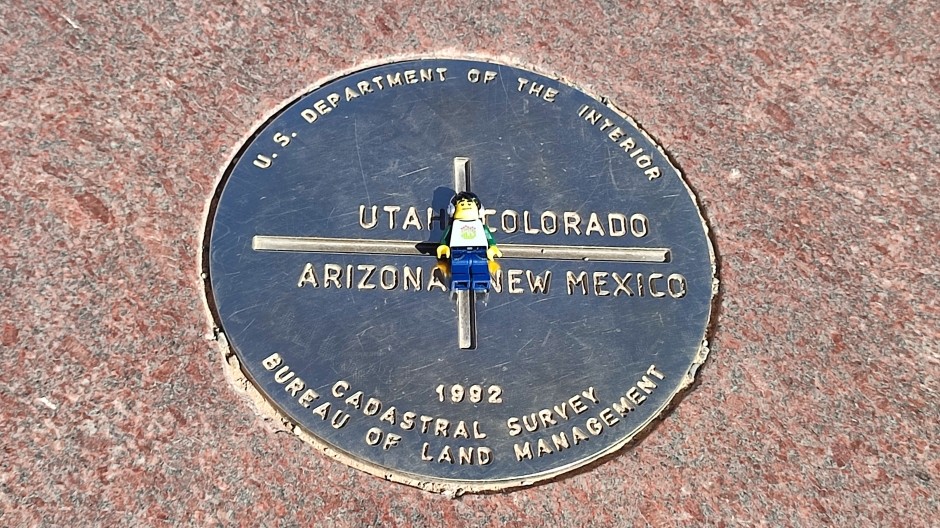 U. S. DEPARTMENT OF THE INTERIOR
UTAH COLORADO
ARIZONA NEW MEXICO
1992
CADASTRAL SURVEY
BUREAU OF LAND MANAGEMENT